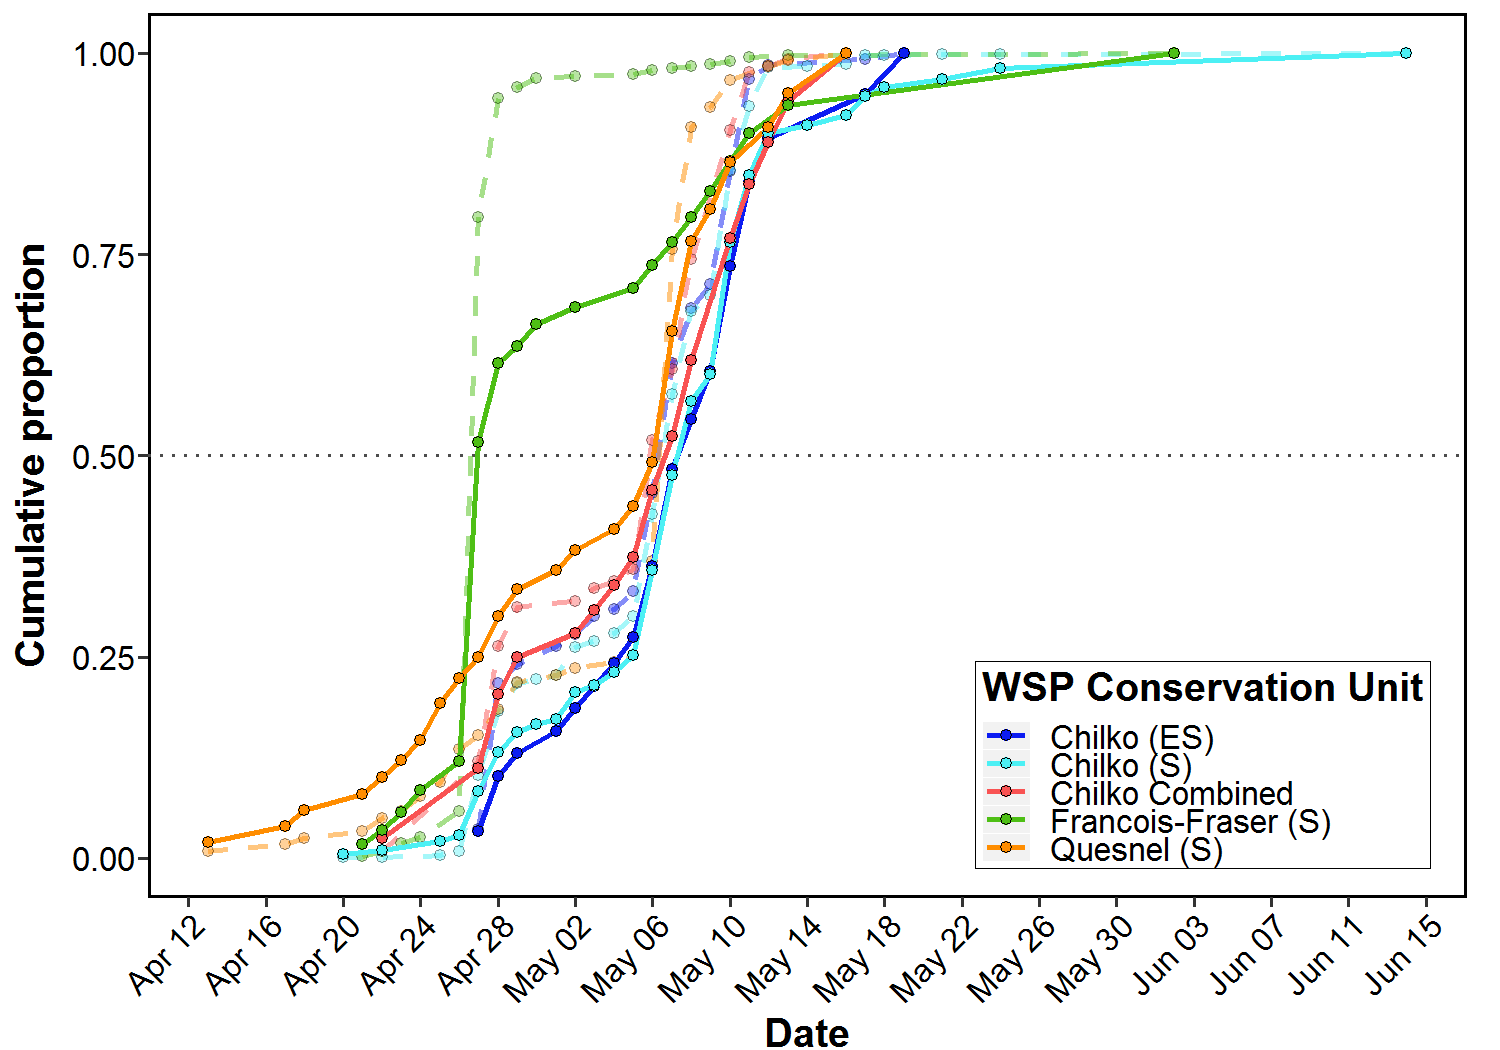 1.00
0.75
0.50
0.25
0.00
Cumulative proportion
WSP Conservation Unit
Chilko (ES)
Chilko (S)
Chilko Combined
Francois-Fraser (S)
Quesnel (S)
Apr 12
Apr 16
Apr 20
Apr 24
Apr 28
May 02
May 06
May 10
May 14
May 18
May 22
May 26
May 30
Jun 03
Jun 07
Jun 11
Jun 15
Date